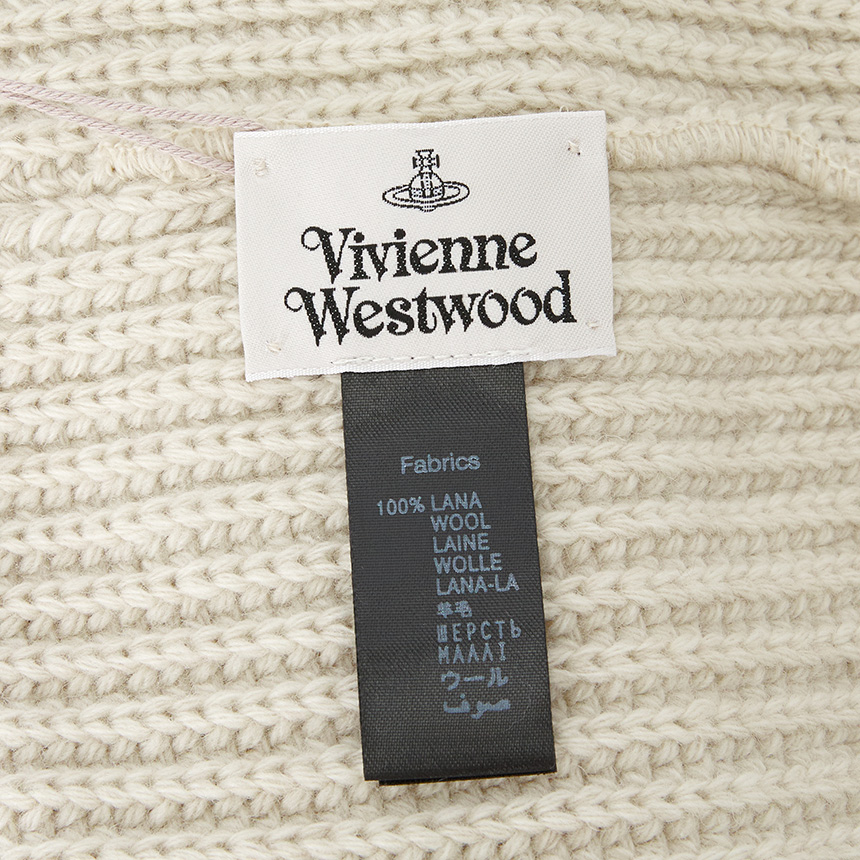 Vivienne
Westwood
Fabrics
100% LANA
WOOL
LAINE
WOLLE
LANA-LA
羊毛
ШЕРСТЬ
ΜΑΛΛΙ
ウール
صوف